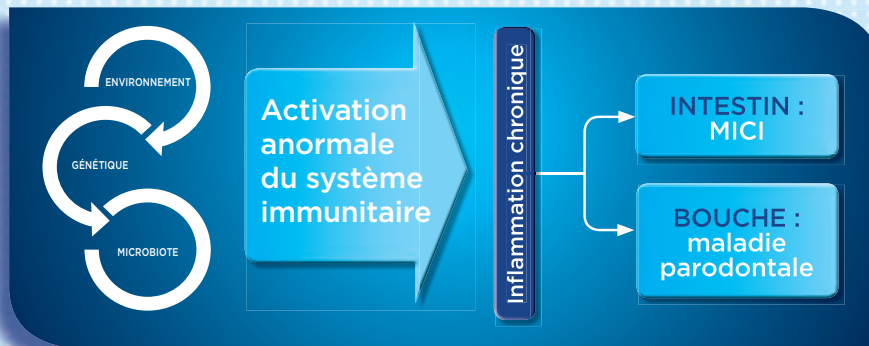 ENVIRONNEMENT
GÉNÉTIQUE
MICROBIOTE
Activation
anormale
du système
immunitaire
Inflammation chronique
INTESTIN :
MICI
BOUCHE :
maladie
parodontale